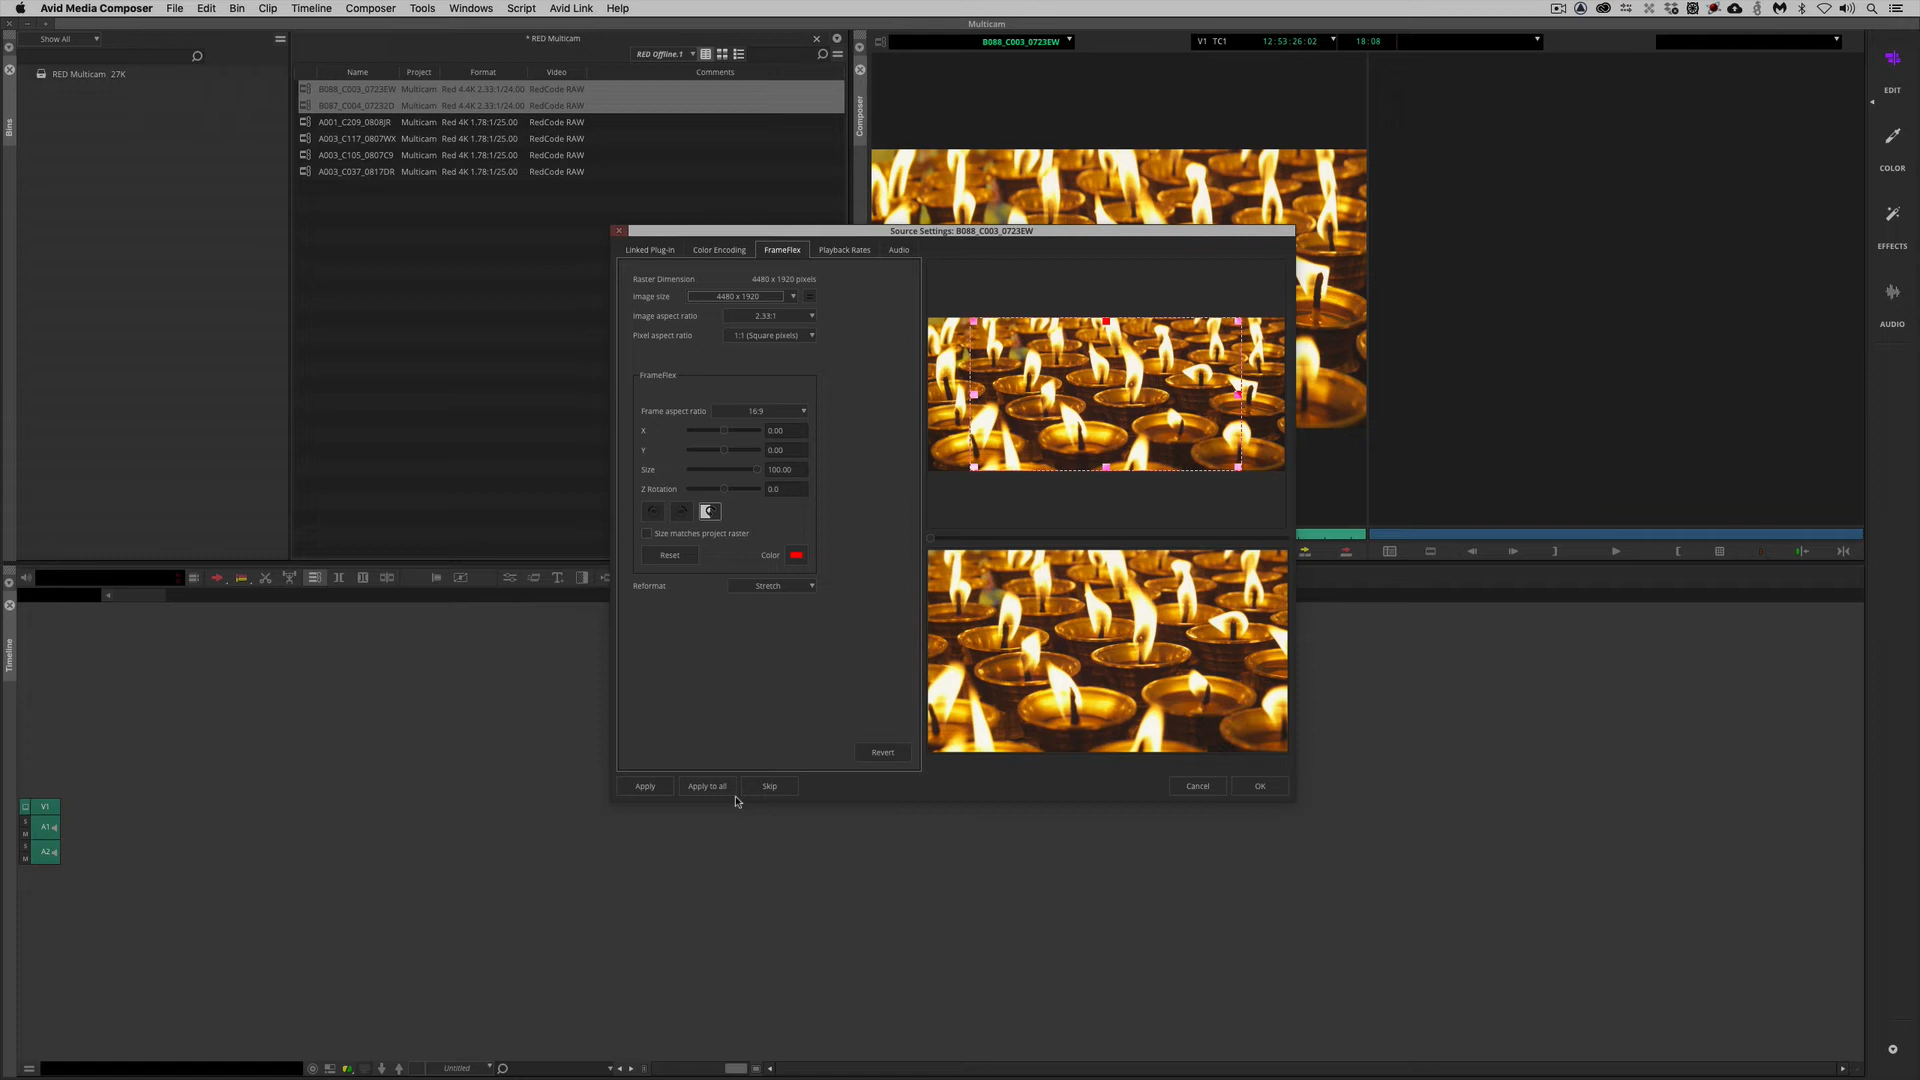 Avid Media Composer File Edit Bin Clip Timeline Composer Tools Windows Script Avid Link Help
Multicam
Show All
* RED Multicam
RED Offline.1
RED Multicam 27K
Bins
Name Project Format Video Comments
B088_C003_0723EW Multicam Red 4.4K 2.33:1/24.00 RedCode RAW
B087_C004_07232D Multicam Red 4.4K 2.33:1/24.00 RedCode RAW
A001_C209_0808JR Multicam Red 4K 1.78:1/25.00 RedCode RAW
A003_C117_0807WX Multicam Red 4K 1.78:1/25.00 RedCode RAW
A003_C105_0807C9 Multicam Red 4K 1.78:1/25.00 RedCode RAW
A003_C037_0817DR Multicam Red 4K 1.78:1/25.00 RedCode RAW
Composer
B088_C003_0723EW V1 TC1 12:53:26:02 18:08
EDIT
COLOR
EFFECTS
AUDIO
Source Settings: B088_C003_0723EW
Linked Plug-in Color Encoding FrameFlex Playback Rates Audio
Raster Dimension 4480 x 1920 pixels
Image size 4480 x 1920
Image aspect ratio 2.33:1
Pixel aspect ratio 1:1 (Square pixels)
FrameFlex
Frame aspect ratio 16:9
X 0.00
Y 0.00
Size 100.00
Z Rotation 0.0
Size matches project raster
Reset Color
Reformat Stretch
Revert
Apply Apply to all Skip Cancel OK
Timeline
V1
S
M
A1
S
M
A2
Untitled